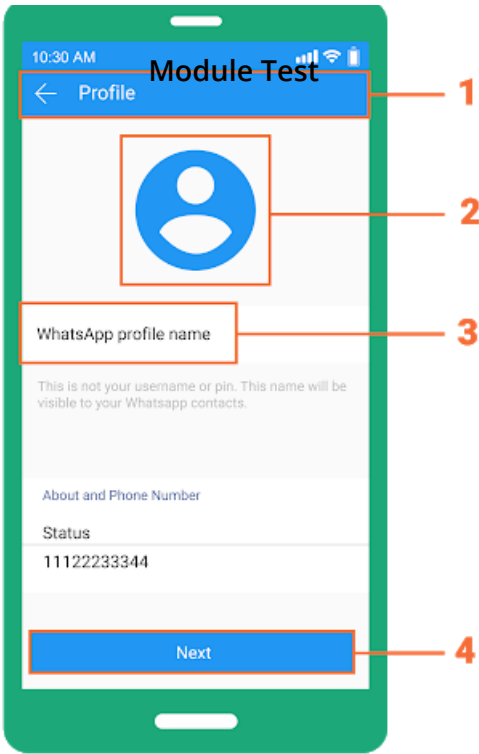 10:30 AM
Module Test
Profile
1
2
WhatsApp profile name
3
This is not your username or pin. This name will be
visible to your Whatsapp contacts.
About and Phone Number
Status
11122233344
Next
4